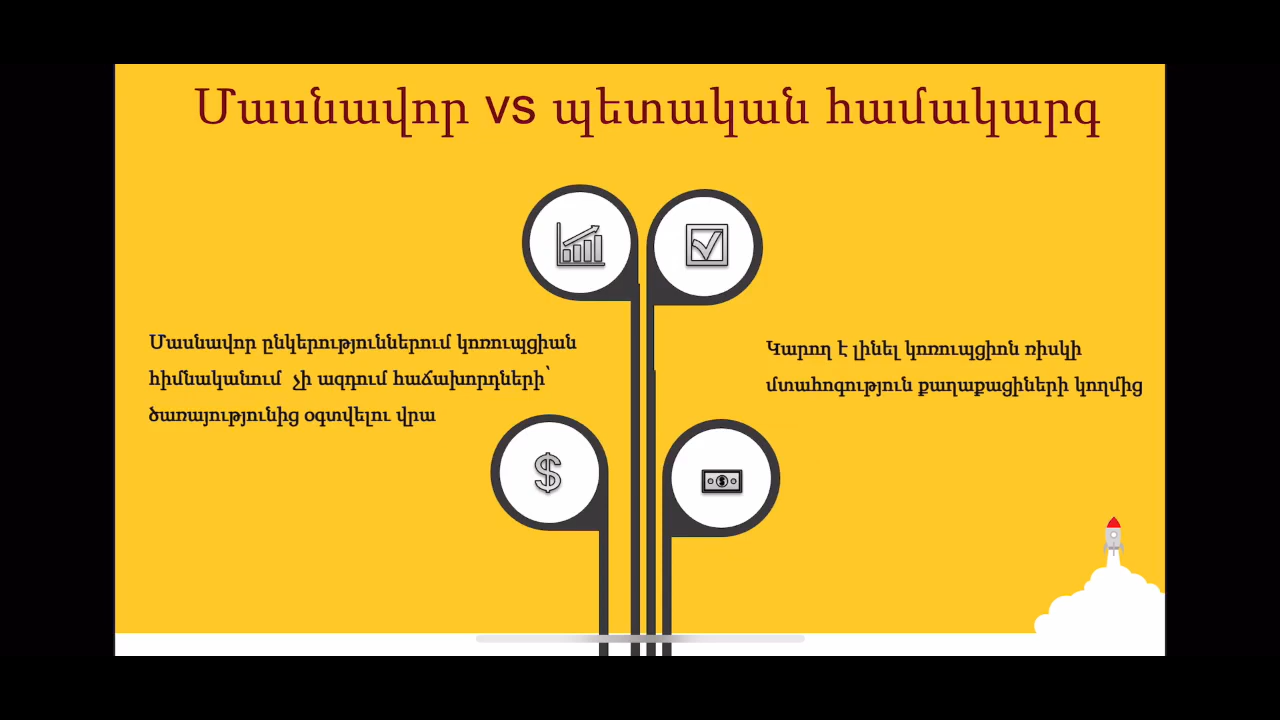 Մասնավոր vs պետական համակարգ
Մասնավոր ընկերություններում կոռուպցիան
հիմնականում չի ազդում հաճախորդների՝
ծառայությունից օգտվելու վրա
Կարող է լինել կոռուպցիոն ռիսկի
մտահոգություն քաղաքացիների կողմից